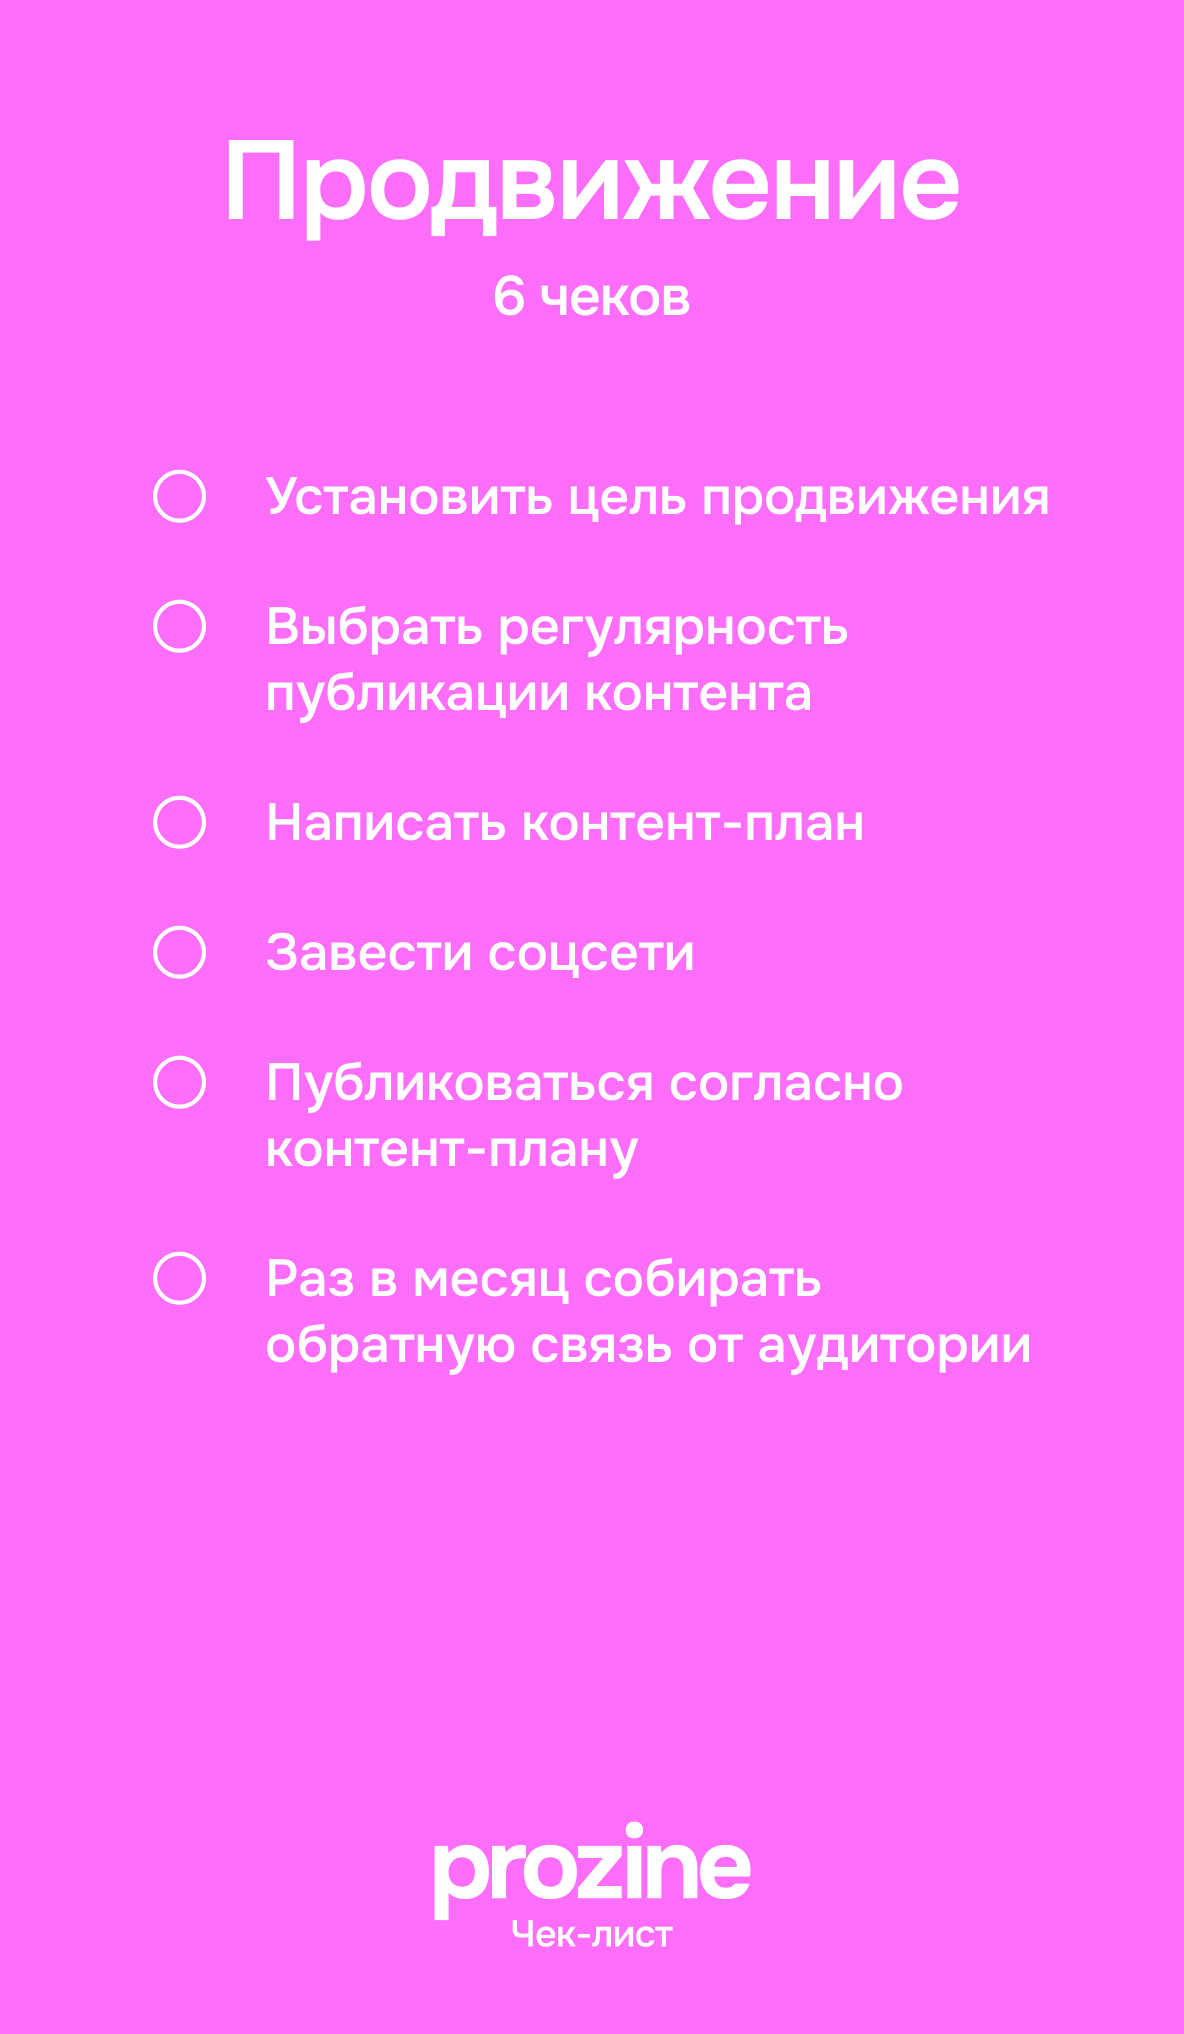 Продвижение
6 чеков
Установить цель продвижения
Выбрать регулярность
публикации контента
Написать контент-план
Завести соцсети
Публиковаться согласно
контент-плану
Раз в месяц собирать
обратную связь от аудитории
prozine
Чек-лист